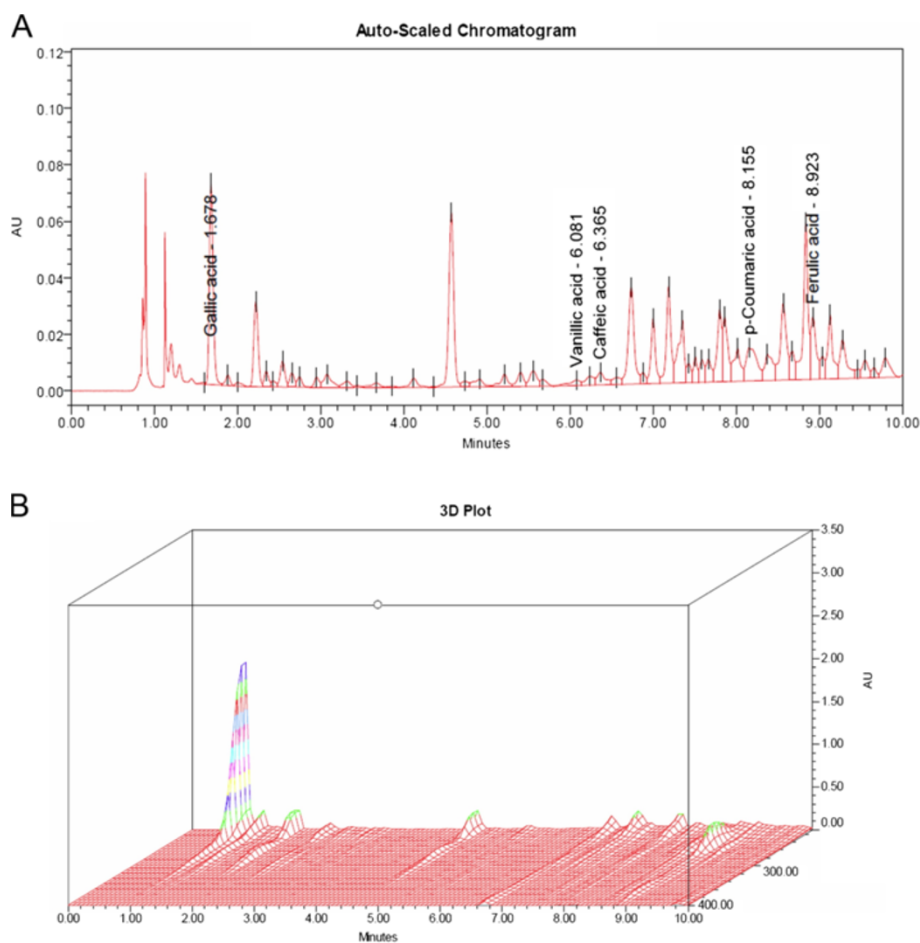 A
Auto-Scaled Chromatogram
0.12
0.10
0.08
0.06
0.04
0.02
0.00
AU
Gallic acid - 1.678
Vanillic acid - 6.081
Caffeic acid - 6.365
p-Coumaric acid - 8.155
Ferulic acid - 8.923
0.00 1.00 2.00 3.00 4.00 5.00 6.00 7.00 8.00 9.00 10.00
Minutes
B
3D Plot
3.50
3.00
2.50
2.00
1.50
1.00
0.50
0.00
AU
300.00
400.00
0.00 1.00 2.00 3.00 4.00 5.00 6.00 7.00 8.00 9.00 10.00
Minutes